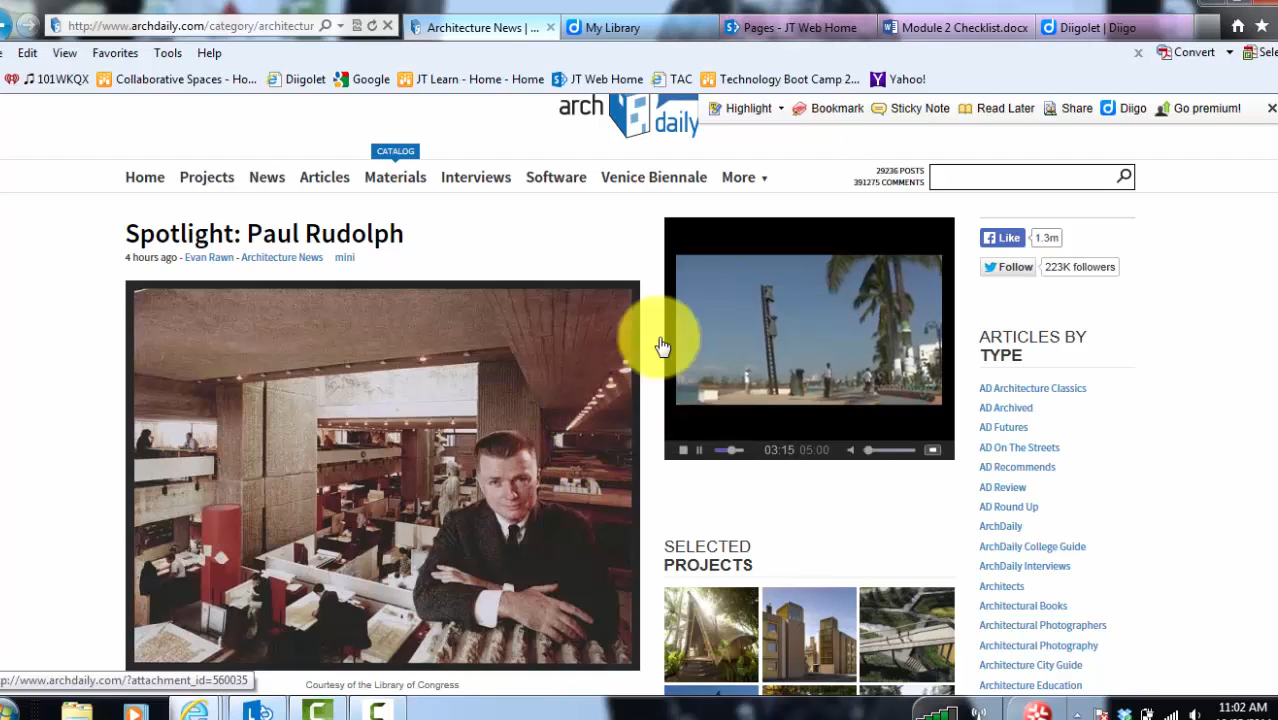 http://www.archdaily.com/category/architectur
Architecture News | ...
My Library
Pages - JT Web Home
Module 2 Checklist.docx
Diigolet | Diigo
Edit View Favorites Tools Help
Convert
Sele
101WKQX
Collaborative Spaces - Ho...
Diigolet
Google
JT Learn - Home - Home
JT Web Home
TAC
Technology Boot Camp 2...
Yahoo!
arch daily
Highlight
Bookmark
Sticky Note
Read Later
Share
Diigo
Go premium!
CATALOG
Home Projects News Articles Materials Interviews Software Venice Biennale More
29236 POSTS
391275 COMMENTS
Spotlight: Paul Rudolph
4 hours ago - Evan Rawn - Architecture News mini
Courtesy of the Library of Congress
p://www.archdaily.com/?attachment_id=560035
03:15 05:00
SELECTED
PROJECTS
Like 1.3m
Follow 223K followers
ARTICLES BY
TYPE
AD Architecture Classics
AD Archived
AD Futures
AD On The Streets
AD Recommends
AD Review
AD Round Up
ArchDaily
ArchDaily College Guide
ArchDaily Interviews
Architects
Architectural Books
Architectural Photographers
Architectural Photography
Architecture City Guide
Architecture Education
11:02 AM